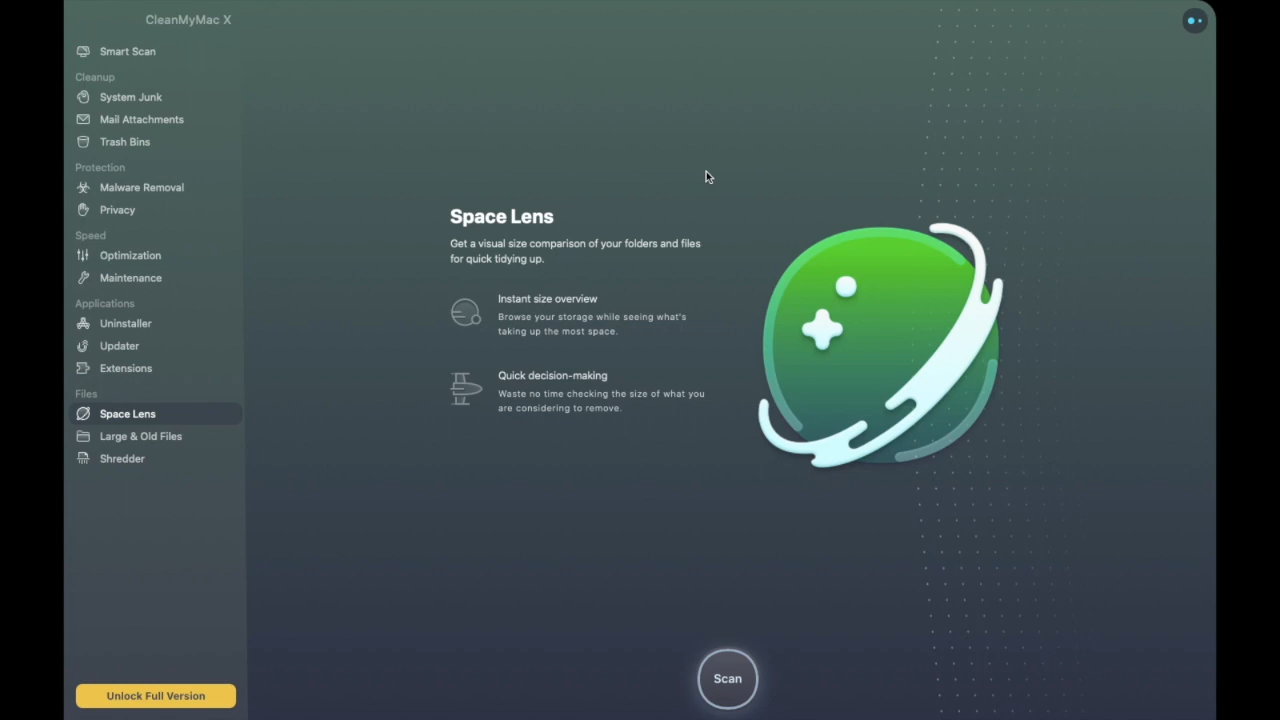 CleanMyMac X
Smart Scan
Cleanup
System Junk
Mail Attachments
Trash Bins
Protection
Malware Removal
Privacy
Speed
Optimization
Maintenance
Applications
Uninstaller
Updater
Extensions
Files
Space Lens
Large & Old Files
Shredder
Unlock Full Version
Space Lens
Get a visual size comparison of your folders and files
for quick tidying up.
Instant size overview
Browse your storage while seeing what's
taking up the most space.
Quick decision-making
Waste no time checking the size of what you
are considering to remove.
Scan